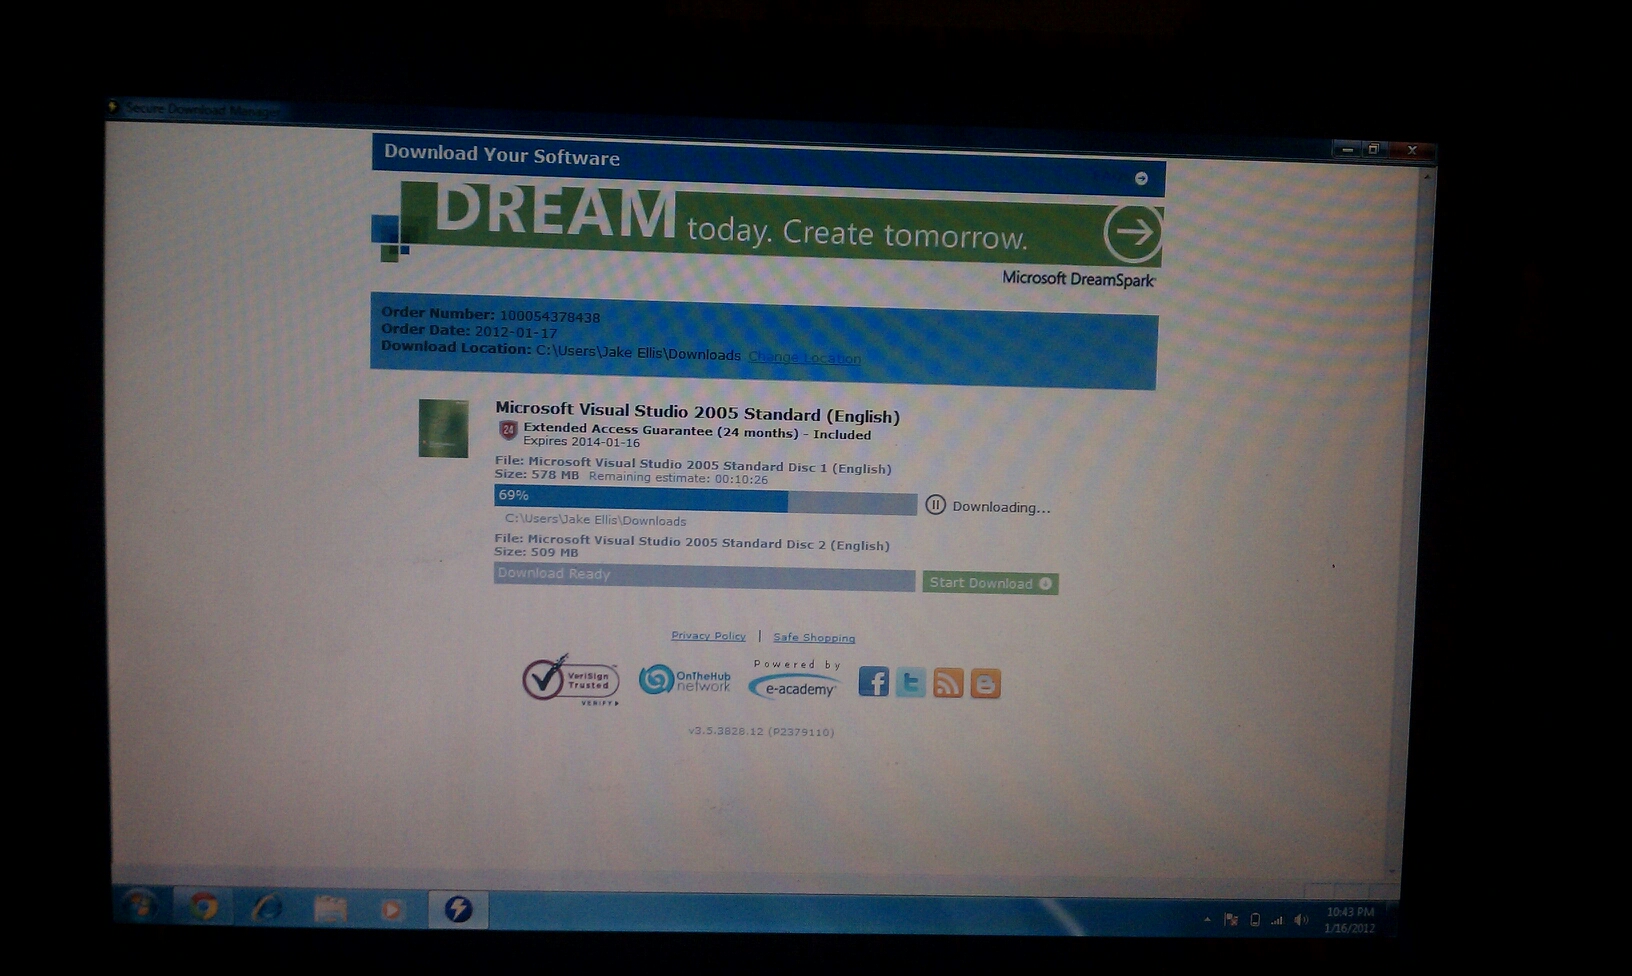 Secure Download Manager
Download Your Software
DREAM today. Create tomorrow.
Microsoft DreamSpark
Order Number: 100054378438
Order Date: 2012-01-17
Download Location: C:\Users\Jake Ellis\Downloads Change Location
Microsoft Visual Studio 2005 Standard (English)
24 Extended Access Guarantee (24 months) - Included
Expires 2014-01-16
File: Microsoft Visual Studio 2005 Standard Disc 1 (English)
Size: 578 MB Remaining estimate: 00:10:26
69% Downloading...
C:\Users\Jake Ellis\Downloads
File: Microsoft Visual Studio 2005 Standard Disc 2 (English)
Size: 509 MB
Download Ready Start Download
Privacy Policy | Safe Shopping
VeriSign Trusted VERIFY
OnTheHub network
Powered by e-academy
v3.5.3828.12 (P2379110)
10:43 PM
1/16/2012